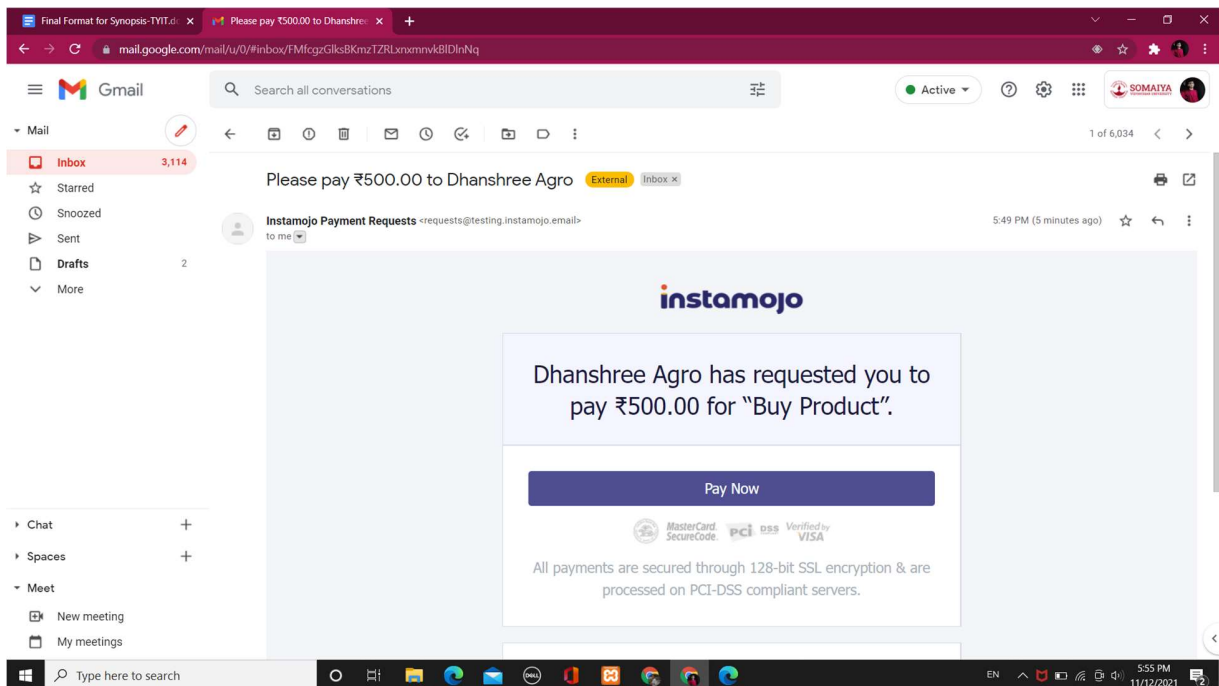 Final Format for Synopsis-TYIT.dc
Please pay ₹500.00 to Dhanshree
mail.google.com/mail/u/0/#inbox/FMfcgzGlksBKmzTZRLxnxmnvkBlDlnNq
Gmail
Search all conversations
Active
SOMAIYA
Mail
1 of 6,034
Inbox 3,114
Starred
Snoozed
Sent
Drafts 2
More
Please pay ₹500.00 to Dhanshree Agro External Inbox ×
Instamojo Payment Requests <requests@testing.instamojo.email> 5:49 PM (5 minutes ago)
to me
instamojo
Dhanshree Agro has requested you to
pay ₹500.00 for “Buy Product”.
Pay Now
MasterCard. SecureCode. PCi DSS Verified by VISA
All payments are secured through 128-bit SSL encryption & are
processed on PCI-DSS compliant servers.
Chat
Spaces
Meet
New meeting
My meetings
Type here to search
DELL
EN
5:55 PM
11/12/2021
2